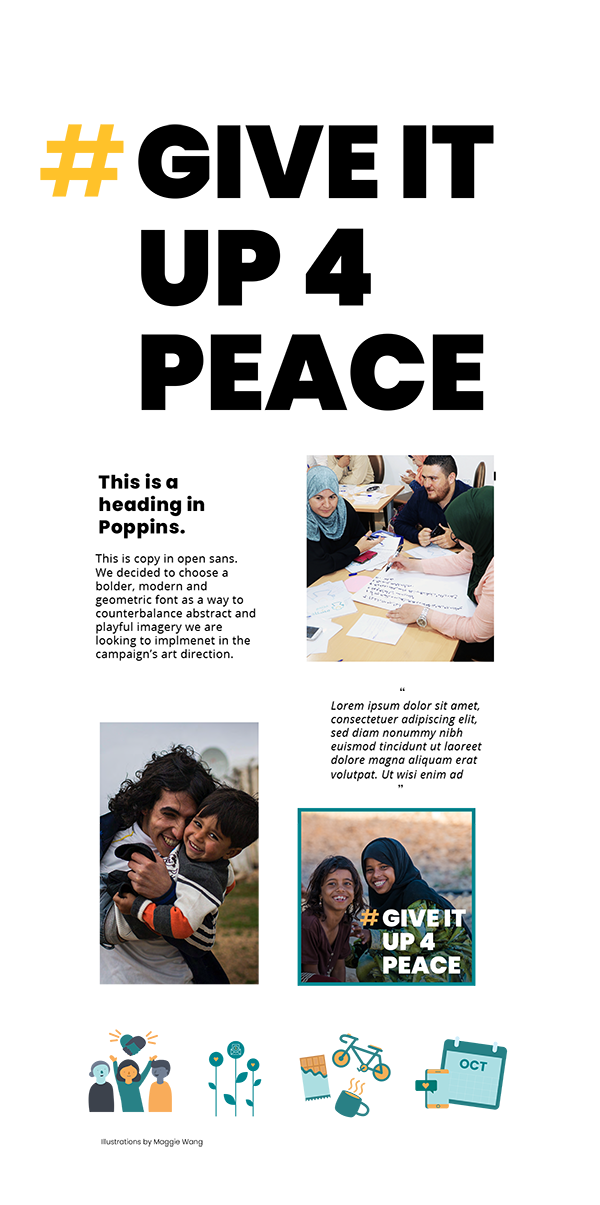 # GIVE IT
UP 4
PEACE
This is a
heading in
Poppins.
This is copy in open sans.
We decided to choose a
bolder, modern and
geometric font as a way to
counterbalance abstract and
playful imagery we are
looking to implmenet in the
campaign's art direction.
“
Lorem ipsum dolor sit amet,
consectetuer adipiscing elit,
sed diam nonummy nibh
euismod tincidunt ut laoreet
dolore magna aliquam erat
volutpat. Ut wisi enim ad
”
# GIVE IT
UP 4
PEACE
OCT
Illustrations by Maggie Wang